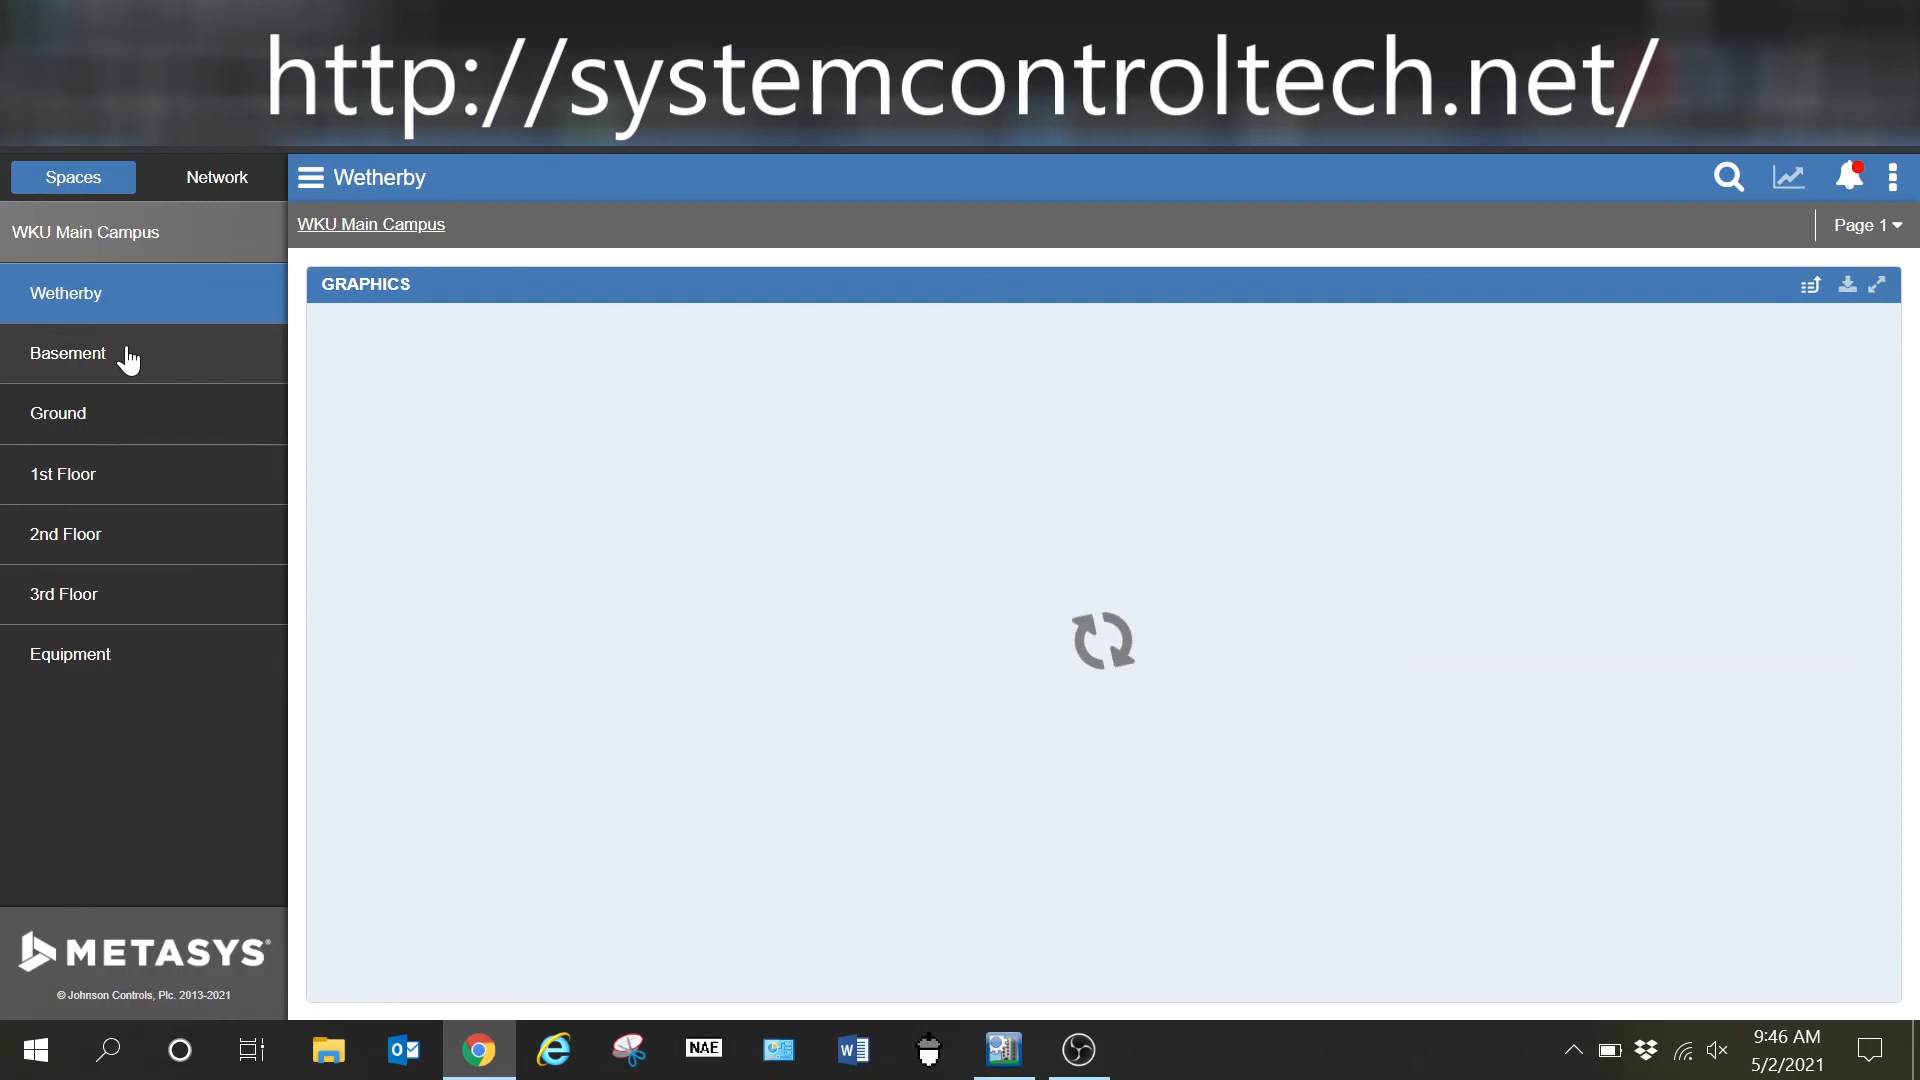 http://systemcontroltech.net/
Spaces
Network
Wetherby
WKU Main Campus
WKU Main Campus
Page 1
Wetherby
GRAPHICS
Basement
Ground
1st Floor
2nd Floor
3rd Floor
Equipment
METASYS®
© Johnson Controls, Plc. 2013-2021
NAE
9:46 AM
5/2/2021